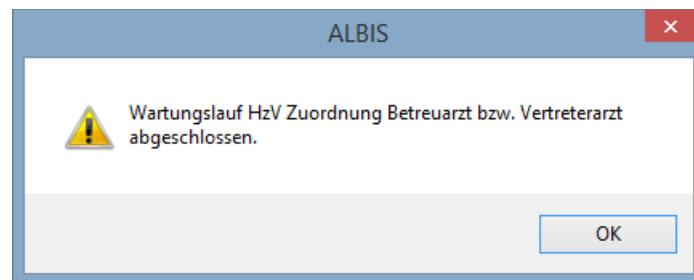 ALBIS
Wartungslauf HzV Zuordnung Betreuarzt bzw. Vertreterarzt
abgeschlossen.
OK